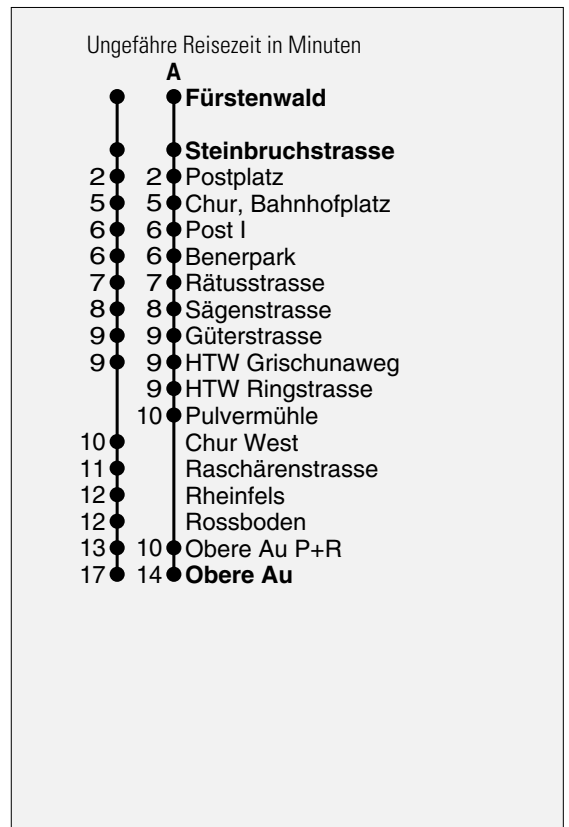 Ungefähre Reisezeit in Minuten
A
Fürstenwald
Steinbruchstrasse
2 2 Postplatz
5 5 Chur, Bahnhofplatz
6 6 Post I
6 6 Benerpark
7 7 Rätusstrasse
8 8 Sägenstrasse
9 9 Güterstrasse
9 9 HTW Grischunaweg
9 HTW Ringstrasse
10 Pulvermühle
10 Chur West
11 Raschärenstrasse
12 Rheinfels
12 Rossboden
13 10 Obere Au P+R
17 14 Obere Au